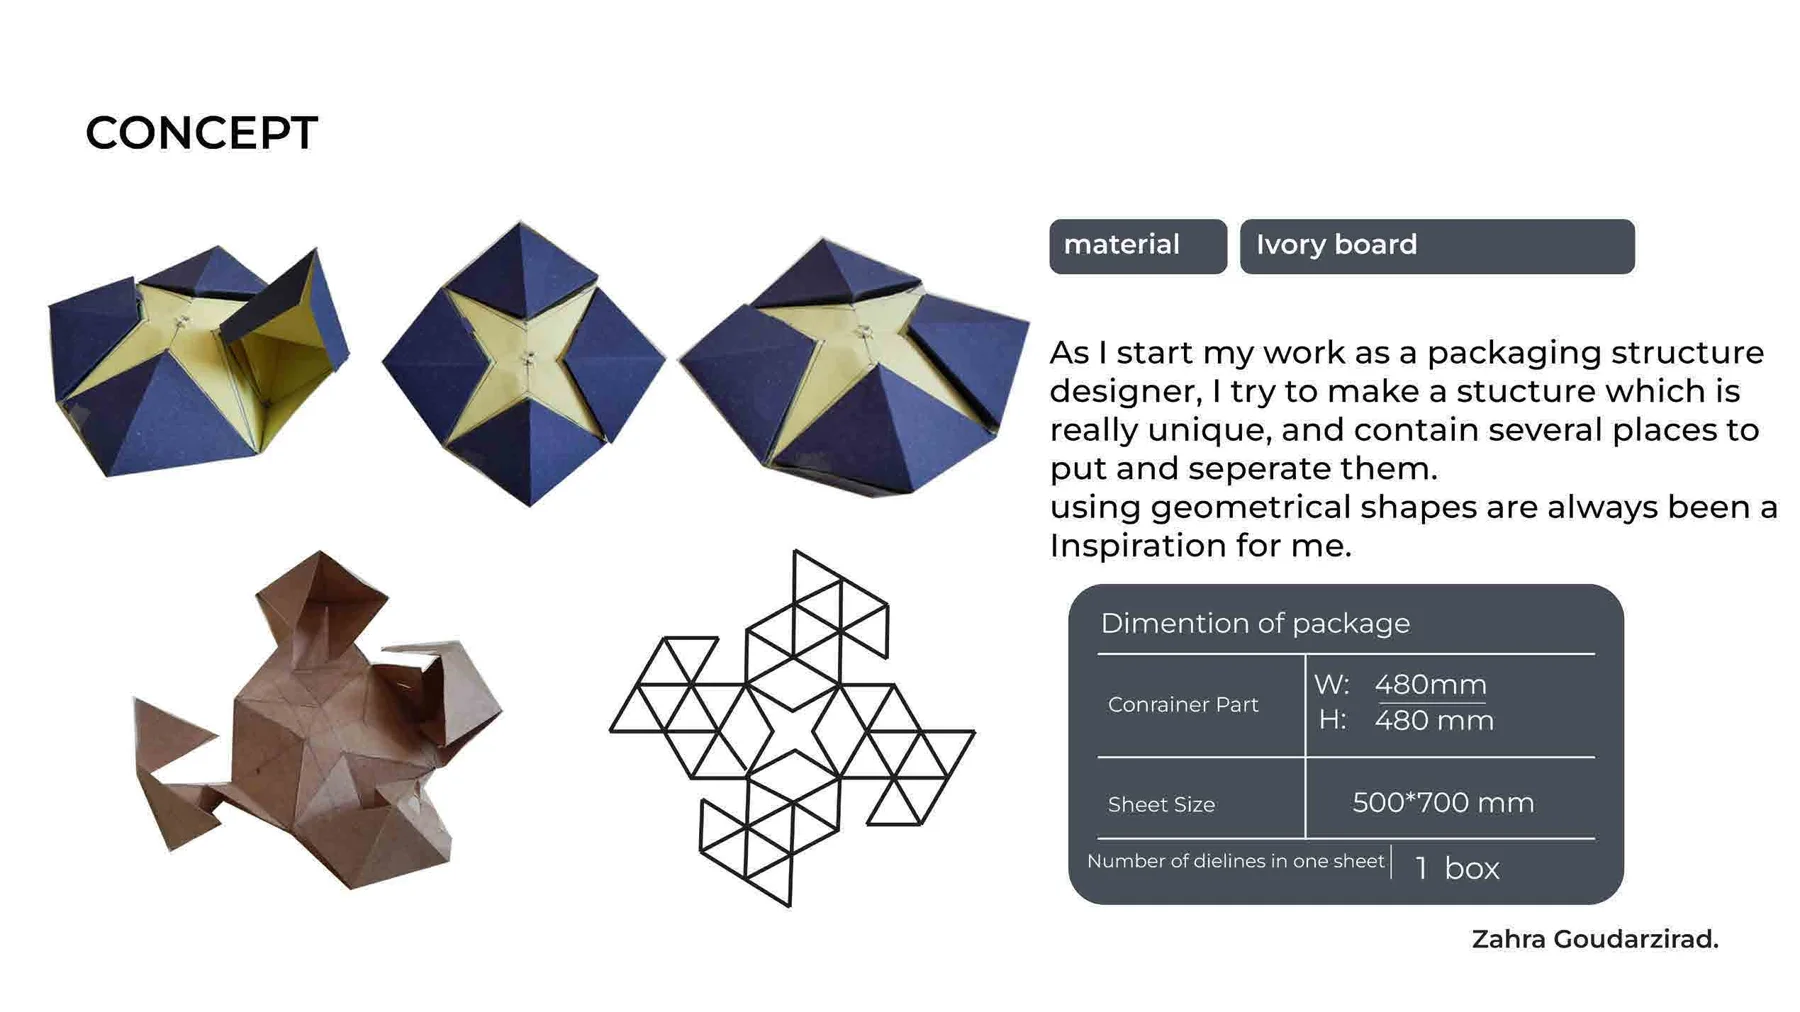 CONCEPT
material
Ivory board
As I start my work as a packaging structure
designer, I try to make a stucture which is
really unique, and contain several places to
put and seperate them.
using geometrical shapes are always been a
Inspiration for me.
Dimention of package
Conrainer Part
W: 480mm
H: 480 mm
Sheet Size
500*700 mm
Number of dielines in one sheet
1 box
Zahra Goudarzirad.